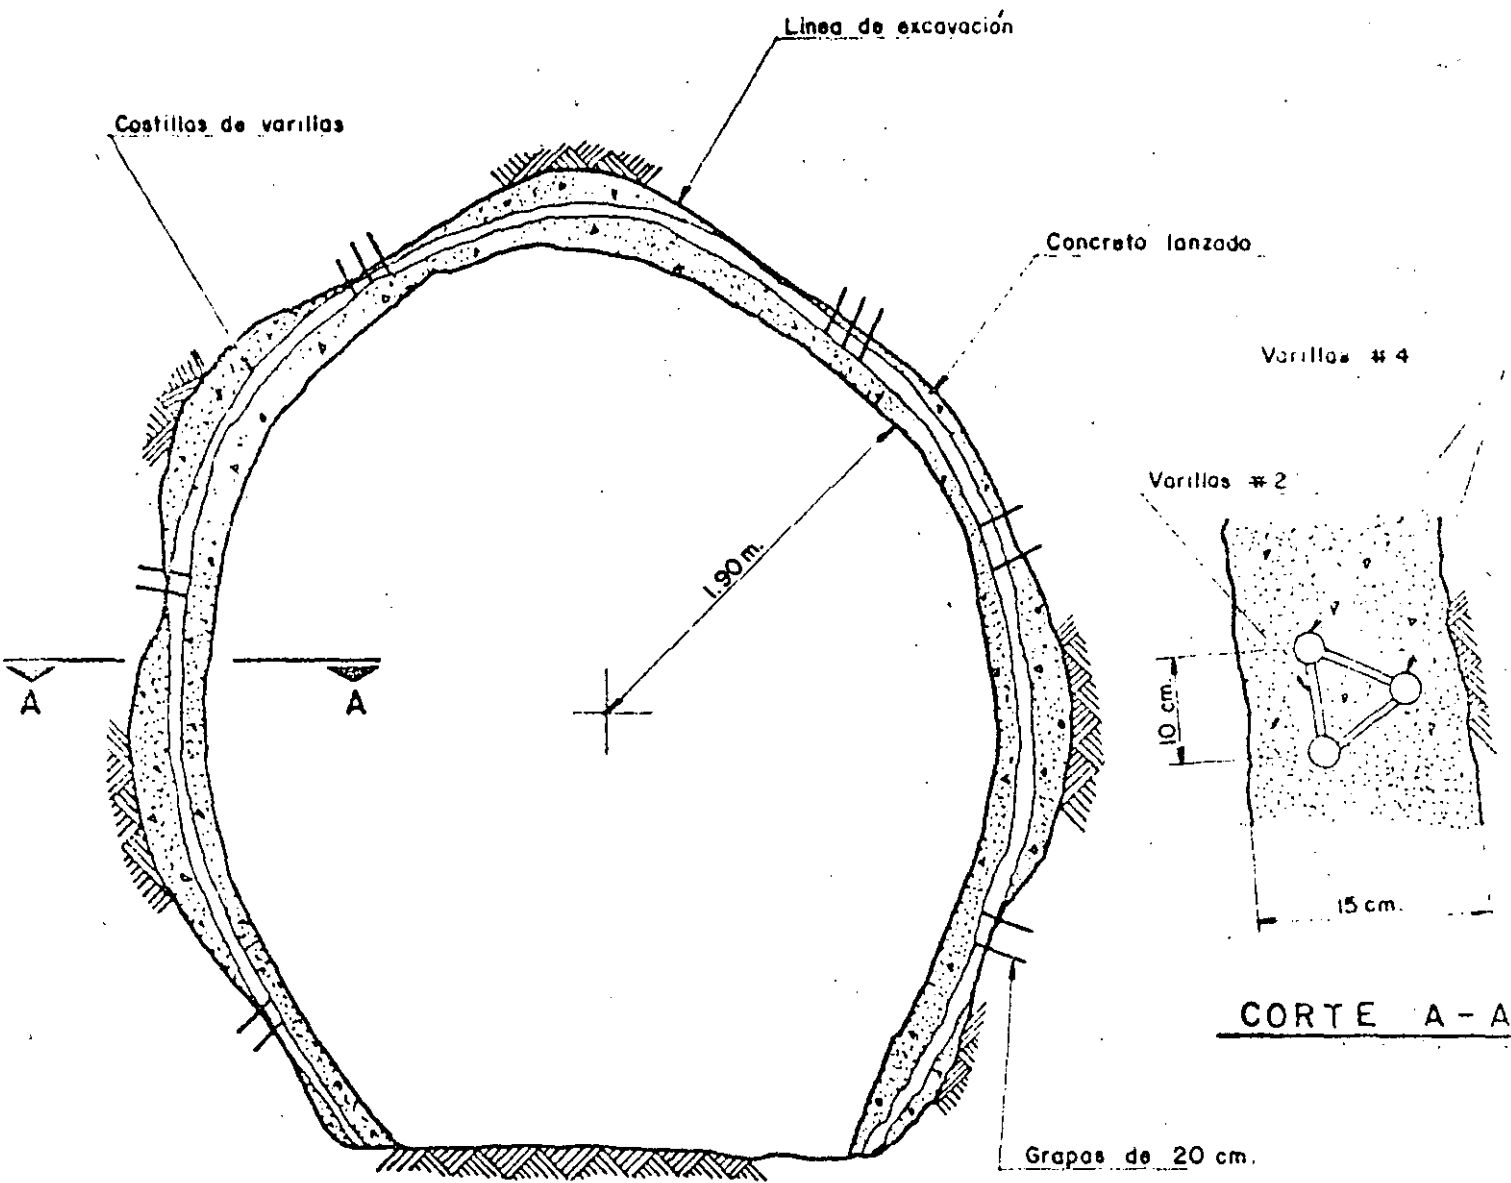 Línea de excavación
Costillas de varillas
Concreto lanzado
Varillas # 4
Varillas # 2
1.90 m.
A
A
10 cm.
15 cm.
CORTE A - A
Grapas de 20 cm.